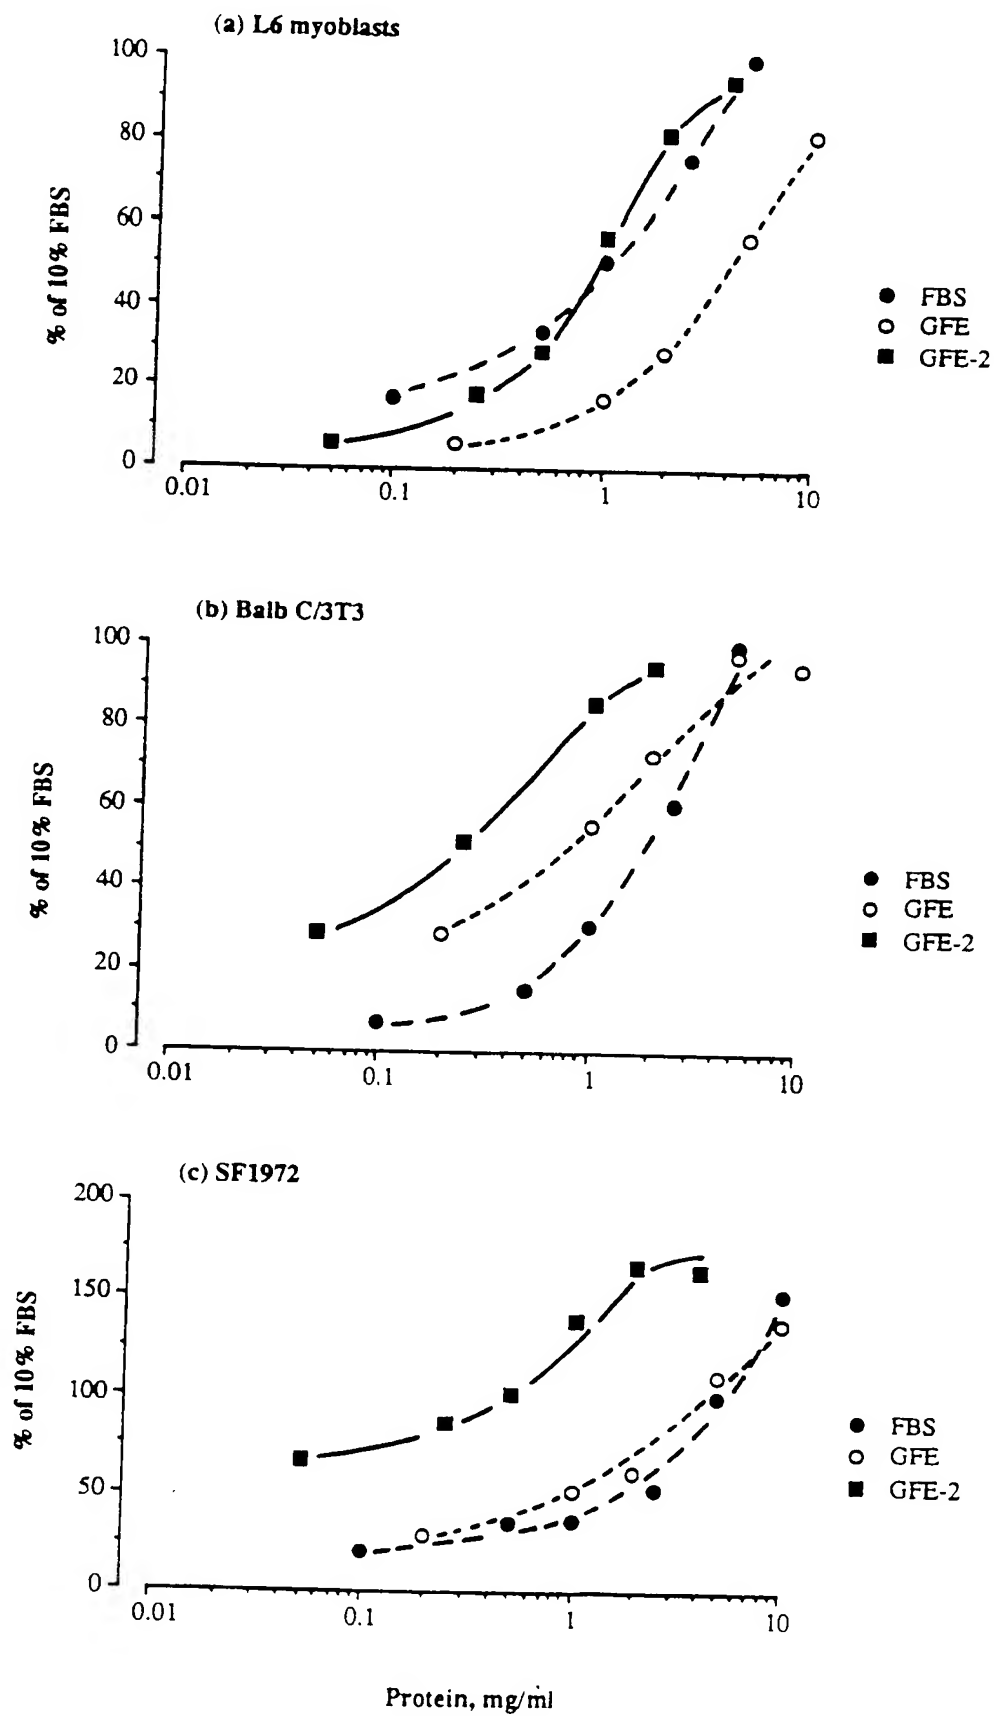 (a) L6 myoblasts
100
80
60
40
20
0
% of 10% FBS
0.01
0.1
1
10
FBS
GFE
GFE-2
(b) Balb C/3T3
100
80
60
40
20
0
% of 10% FBS
0.01
0.1
1
10
FBS
GFE
GFE-2
(c) SF1972
200
150
100
50
0
% of 10% FBS
0.01
0.1
1
10
FBS
GFE
GFE-2
Protein, mg/ml